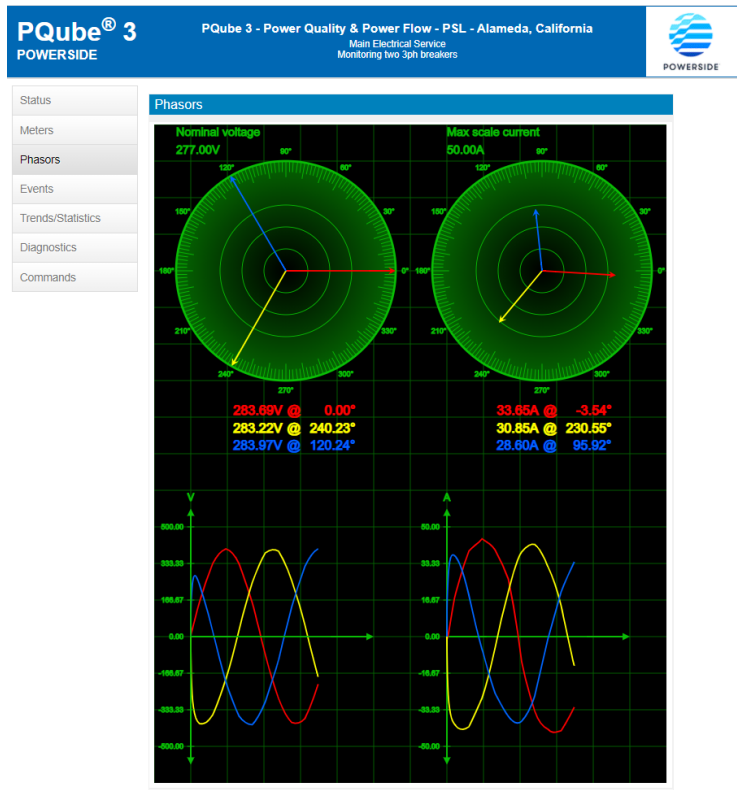 PQube® 3
POWERSIDE
PQube 3 - Power Quality & Power Flow - PSL - Alameda, California
Main Electrical Service
Monitoring two 3ph breakers
POWERSIDE
Status
Meters
Phasors
Events
Trends/Statistics
Diagnostics
Commands
Phasors
Nominal voltage
277.00V
90°
120°
60°
150°
30°
180°
0°
210°
330°
240°
300°
270°
283.69V @ 0.00°
283.22V @ 240.23°
283.97V @ 120.24°
Max scale current
50.00A
90°
120°
60°
150°
30°
180°
0°
210°
330°
240°
300°
270°
33.65A @ -3.54°
30.85A @ 230.55°
28.60A @ 95.92°
V
500.00
333.33
166.67
0.00
-166.67
-333.33
-500.00
A
50.00
33.33
16.67
0.00
-16.67
-33.33
-50.00